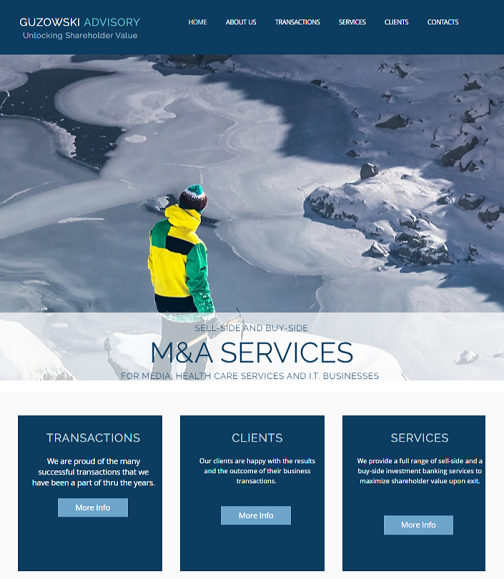 GUZOWSKI ADVISORY
Unlocking Shareholder Value
HOME ABOUT US TRANSACTIONS SERVICES CLIENTS CONTACTS
SELL-SIDE AND BUY-SIDE
M&A SERVICES
FOR MEDIA, HEALTH CARE SERVICES AND I.T. BUSINESSES
TRANSACTIONS
We are proud of the many
successful transactions that we
have been a part of thru the years.
More Info
CLIENTS
Our clients are happy with the results
and the outcome of their business
transactions.
More Info
SERVICES
We provide a full range of sell-side and a
buy-side investment banking services to
maximize shareholder value upon exit.
More Info